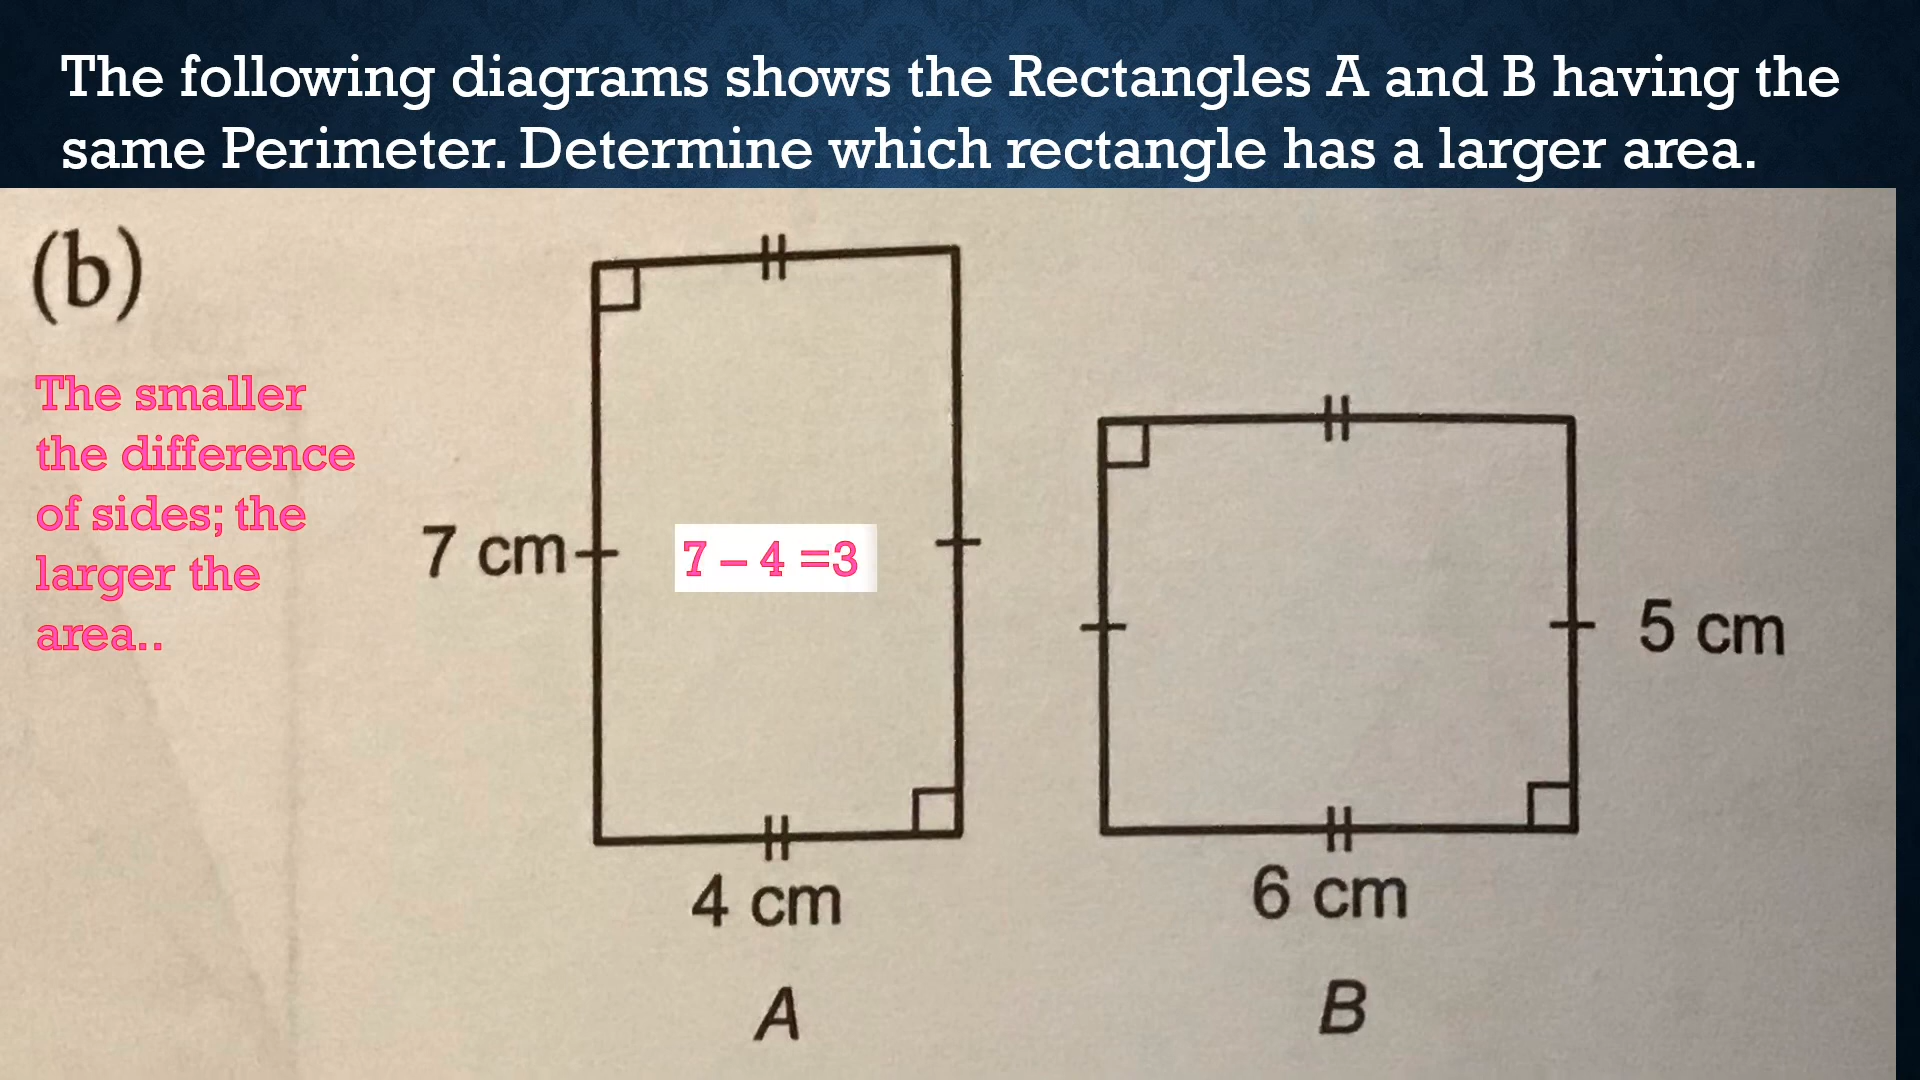 The following diagrams shows the Rectangles A and B having the
same Perimeter. Determine which rectangle has a larger area.
(b)
The smaller
the difference
of sides; the
larger the
area..
7 cm
7 – 4 =3
4 cm
A
5 cm
6 cm
B